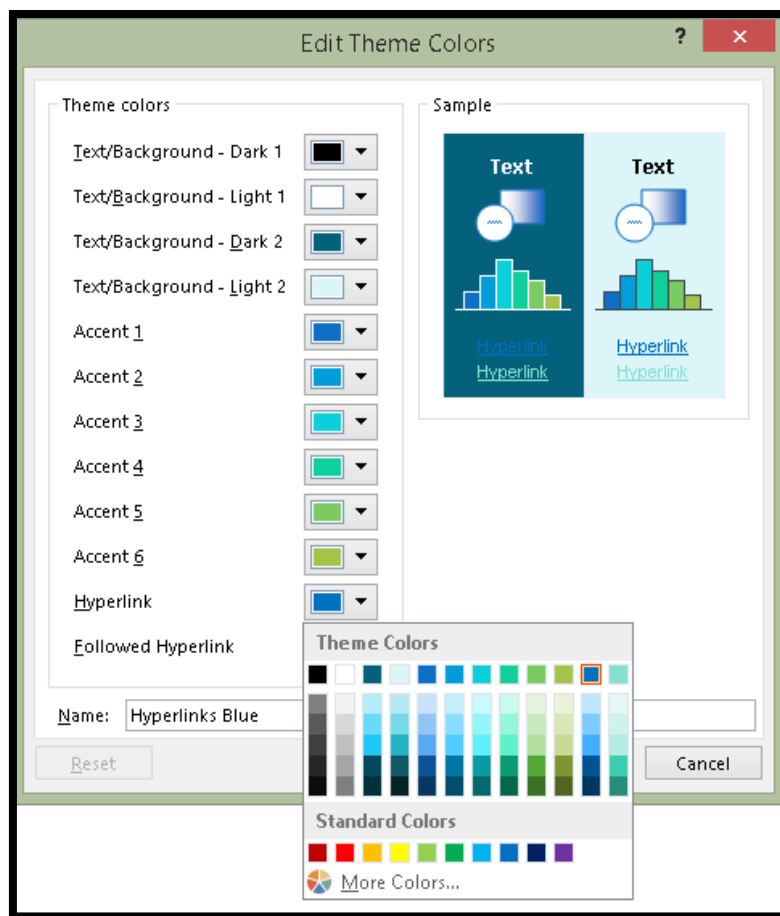 Edit Theme Colors
?
Theme colors
Text/Background - Dark 1
Text/Background - Light 1
Text/Background - Dark 2
Text/Background - Light 2
Accent 1
Accent 2
Accent 3
Accent 4
Accent 5
Accent 6
Hyperlink
Followed Hyperlink
Sample
Text Text
Hyperlink Hyperlink
Hyperlink Hyperlink
Theme Colors
Name: Hyperlinks Blue
Reset
Cancel
Standard Colors
More Colors...